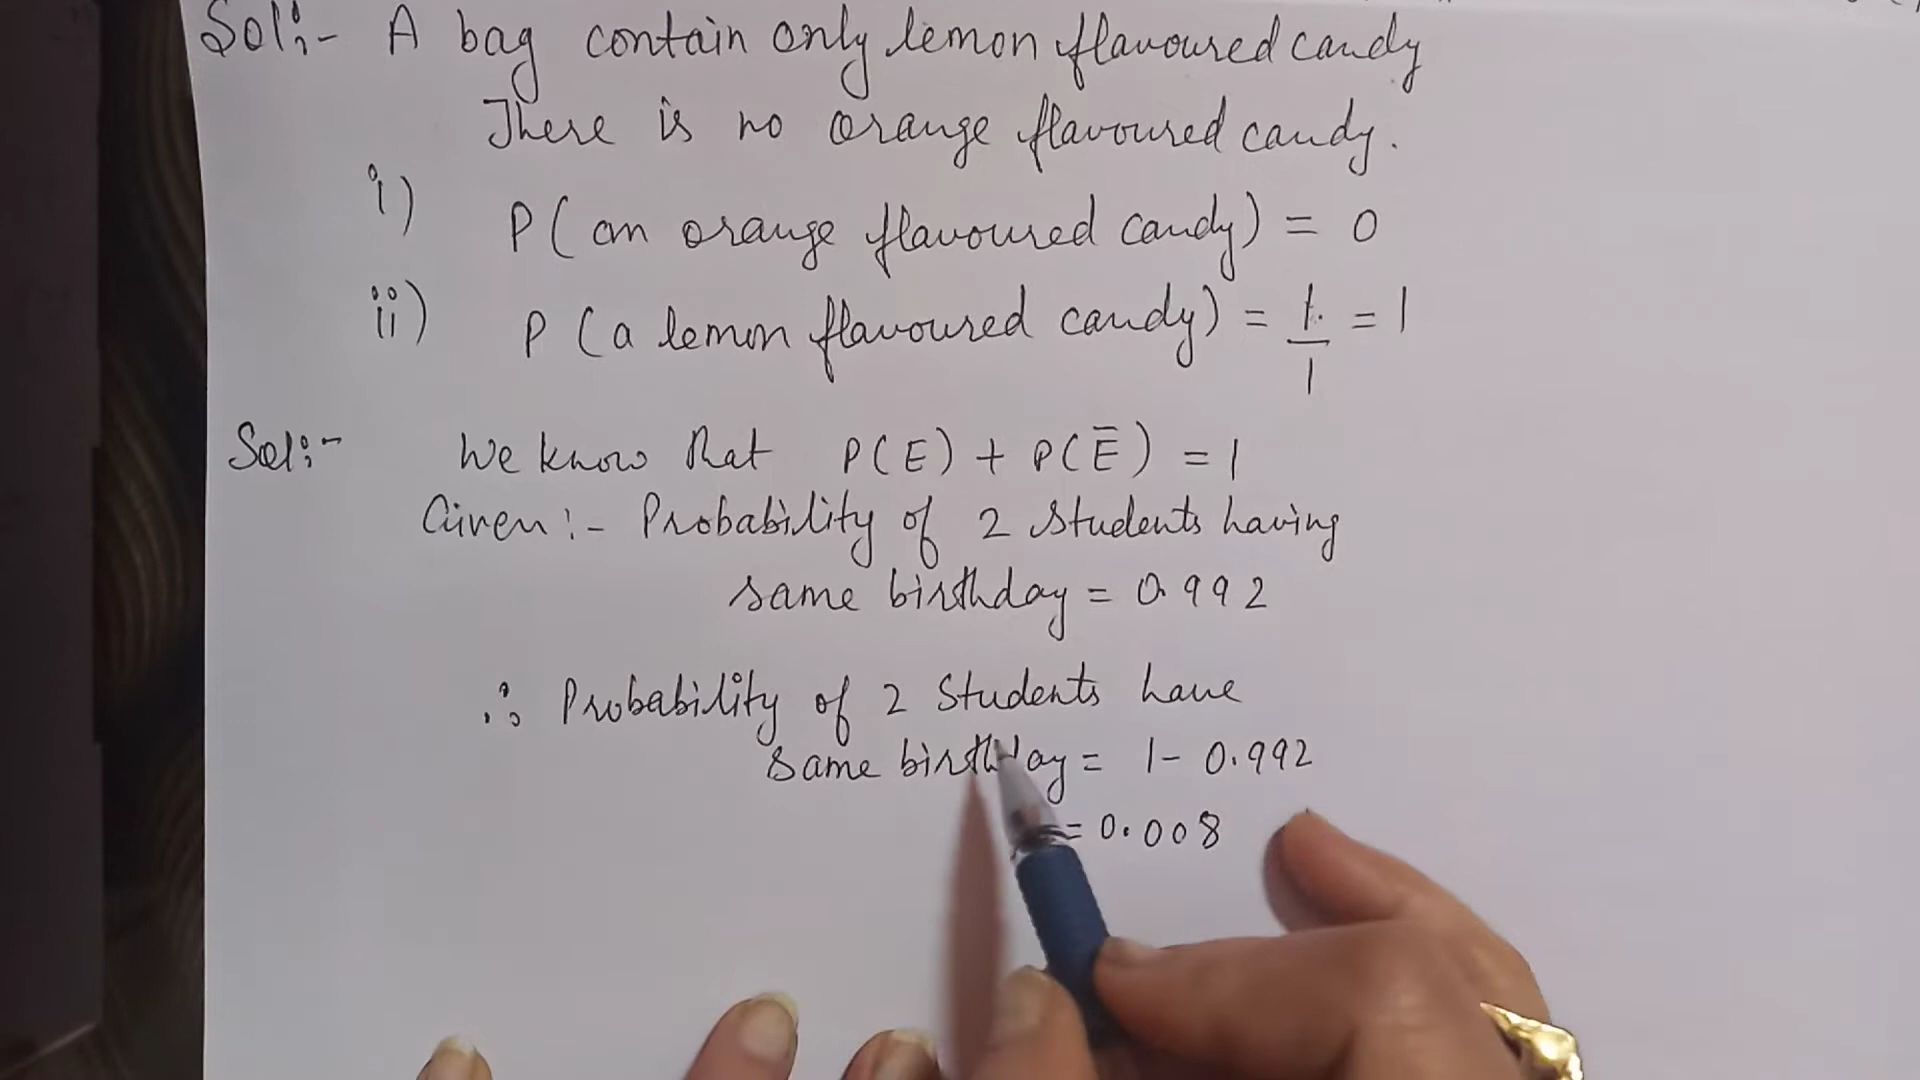 Sol:- A bag contain only lemon flavoured candy
There is no orange flavoured candy.
i) P( an orange flavoured candy) = 0
ii) P (a lemon flavoured candy) = 1/1 = 1
Sol:- We know that P(E) + P(Ē) = 1
Given:- Probability of 2 students having
same birthday = 0.992
∴ Probability of 2 Students have
same birthday = 1 - 0.992
= 0.008